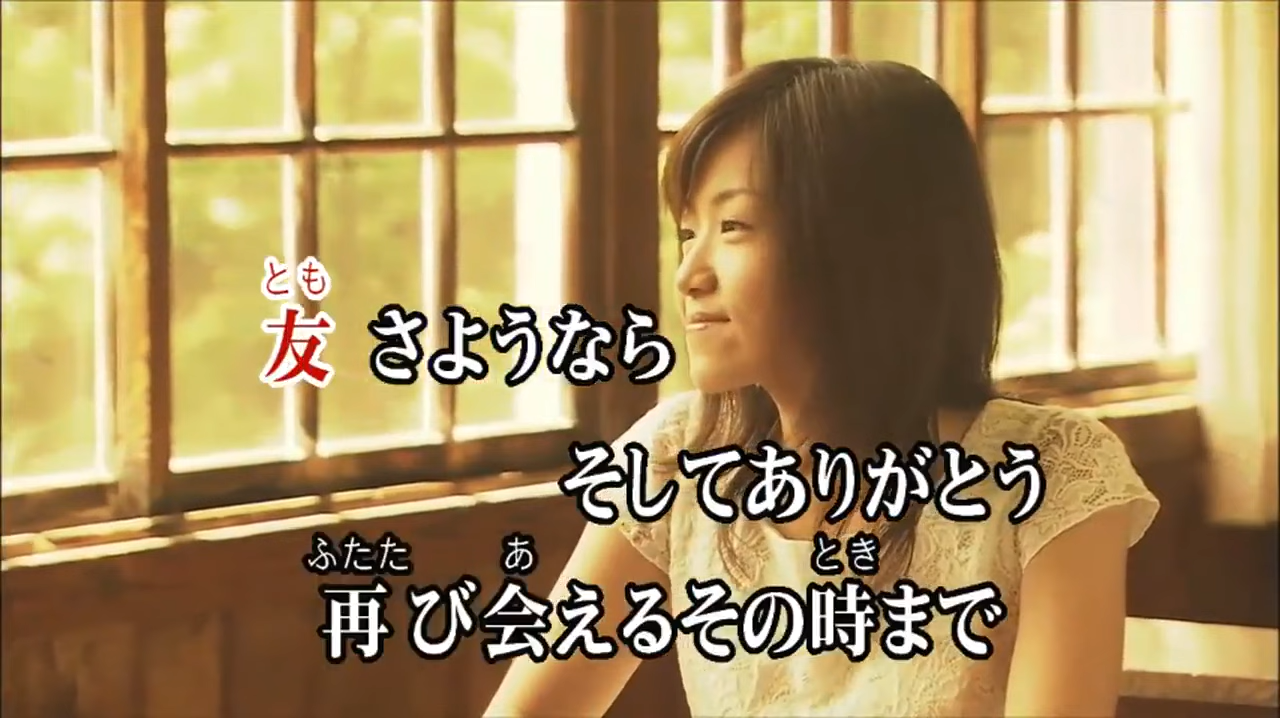 とも
友 さようなら
そしてありがとう
ふたた あ とき
再び会えるその時まで